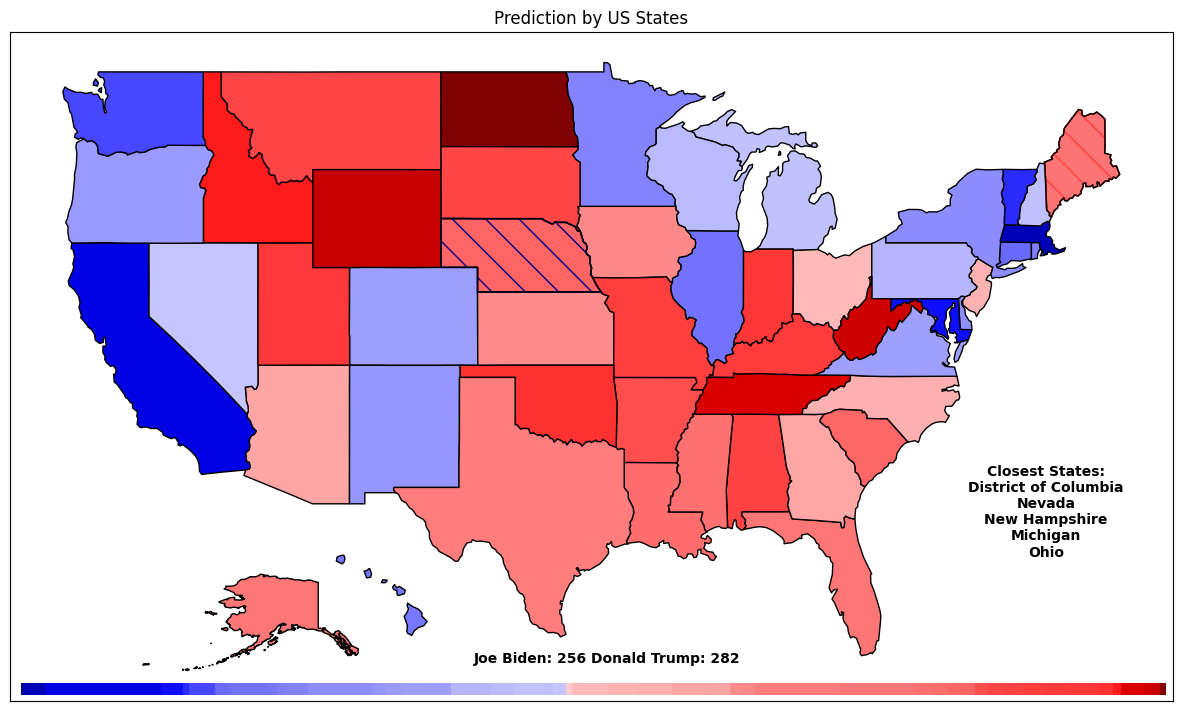 Prediction by US States
Closest States:
District of Columbia
Nevada
New Hampshire
Michigan
Ohio
Joe Biden: 256 Donald Trump: 282